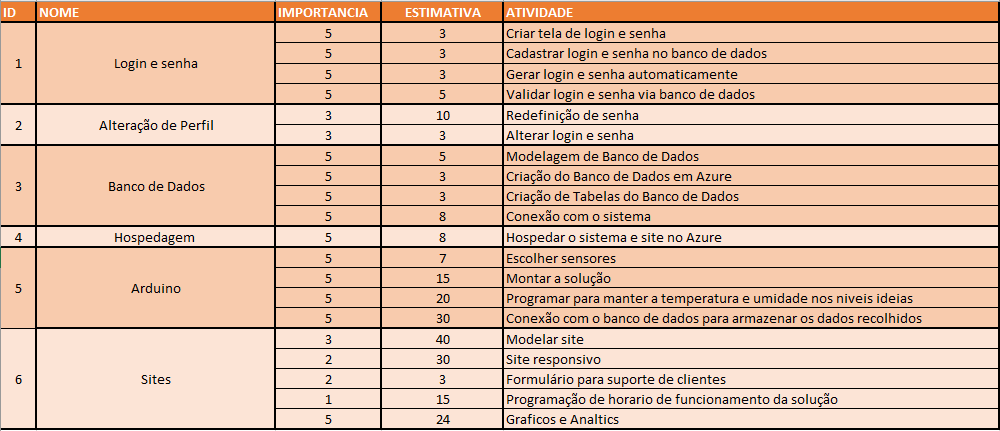 ID NOME IMPORTANCIA ESTIMATIVA ATIVIDADE
5 3 Criar tela de login e senha
5 3 Cadastrar login e senha no banco de dados
1 Login e senha
5 3 Gerar login e senha automaticamente
5 5 Validar login e senha via banco de dados
3 10 Redefinição de senha
2 Alteração de Perfil
3 3 Alterar login e senha
5 5 Modelagem de Banco de Dados
5 3 Criação do Banco de Dados em Azure
3 Banco de Dados
5 3 Criação de Tabelas do Banco de Dados
5 8 Conexão com o sistema
4 Hospedagem 5 8 Hospedar o sistema e site no Azure
5 7 Escolher sensores
5 15 Montar a solução
5 Arduino
5 20 Programar para manter a temperatura e umidade nos niveis ideias
5 30 Conexão com o banco de dados para armazenar os dados recolhidos
3 40 Modelar site
2 30 Site responsivo
6 Sites 2 3 Formulário para suporte de clientes
1 15 Programação de horario de funcionamento da solução
5 24 Graficos e Analtics